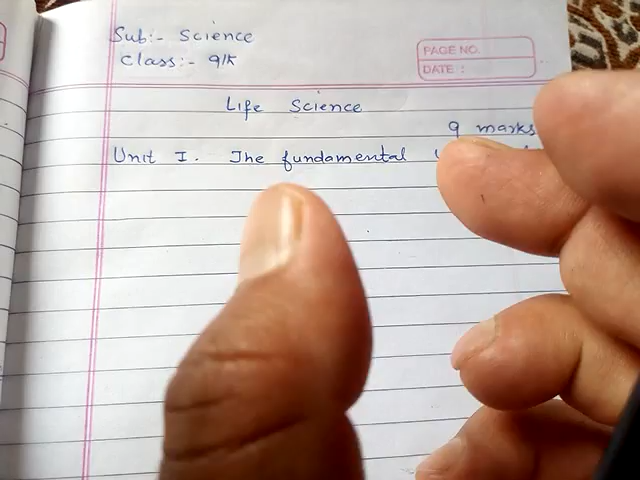 Sub:- Science
Class:- 9th
PAGE NO.
DATE :
Life Science
9 marks
Unit I. The fundamental